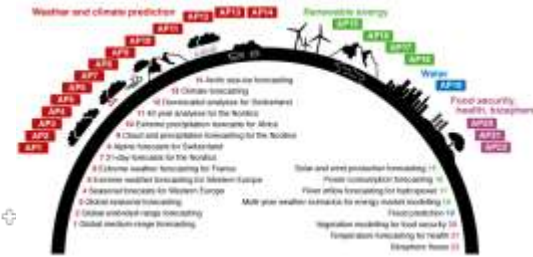 Weather and climate prediction
AP1
AP2
AP3
AP4
AP5
AP6
AP7
AP8
AP9
AP10
AP11
AP12
AP13
AP14
Renewable energy
AP15
AP16
AP17
AP18
Water
AP19
Food security, health, biosphere
AP20
AP21
AP22
14 Arctic sea-ice forecasting
13 Climate forecasting
12 Downscaled analyses for Switzerland
11 40 year analyses for the Nordics
10 Extreme precipitation forecasts for Africa
9 Cloud and precipitation forecasting for the Nordics
8 Alpine forecasts for Switzerland
7 21-day forecasts for the Nordics
6 Extreme weather forecasting for France
5 Extreme weather forecasting for Western Europe
4 Seasonal forecasts for Western Europe
3 Global seasonal forecasting
2 Global extended-range forecasting
1 Global medium-range forecasting
Solar and wind production forecasting 15
Power consumption forecasting 16
River inflow forecasting for hydropower 17
Multi-year weather scenarios for energy market modelling 18
Flood prediction 19
Vegetation modelling for food security 20
Temperature forecasting for health 21
Biosphere fluxes 22